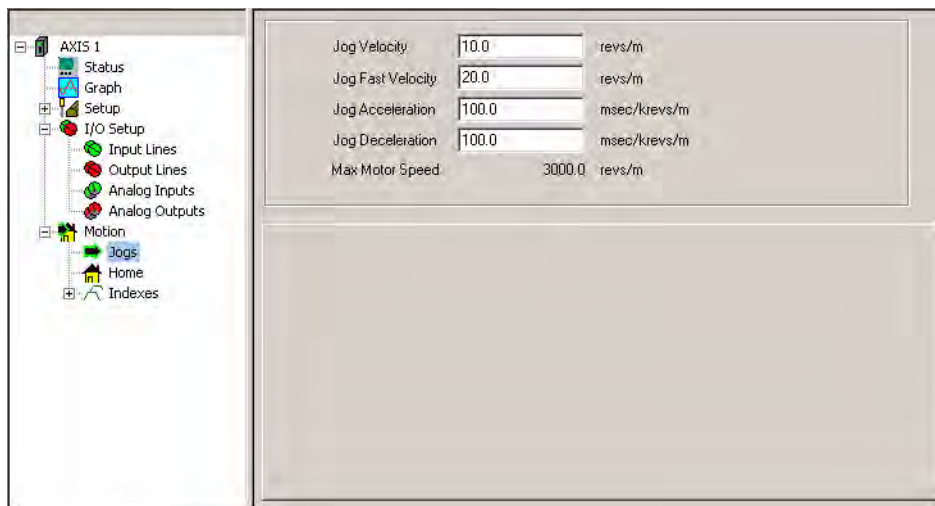 AXIS 1
Status
Graph
Setup
I/O Setup
Input Lines
Output Lines
Analog Inputs
Analog Outputs
Motion
Jogs
Home
Indexes
Jog Velocity 10.0 revs/m
Jog Fast Velocity 20.0 revs/m
Jog Acceleration 100.0 msec/krevs/m
Jog Deceleration 100.0 msec/krevs/m
Max Motor Speed 3000.0 revs/m